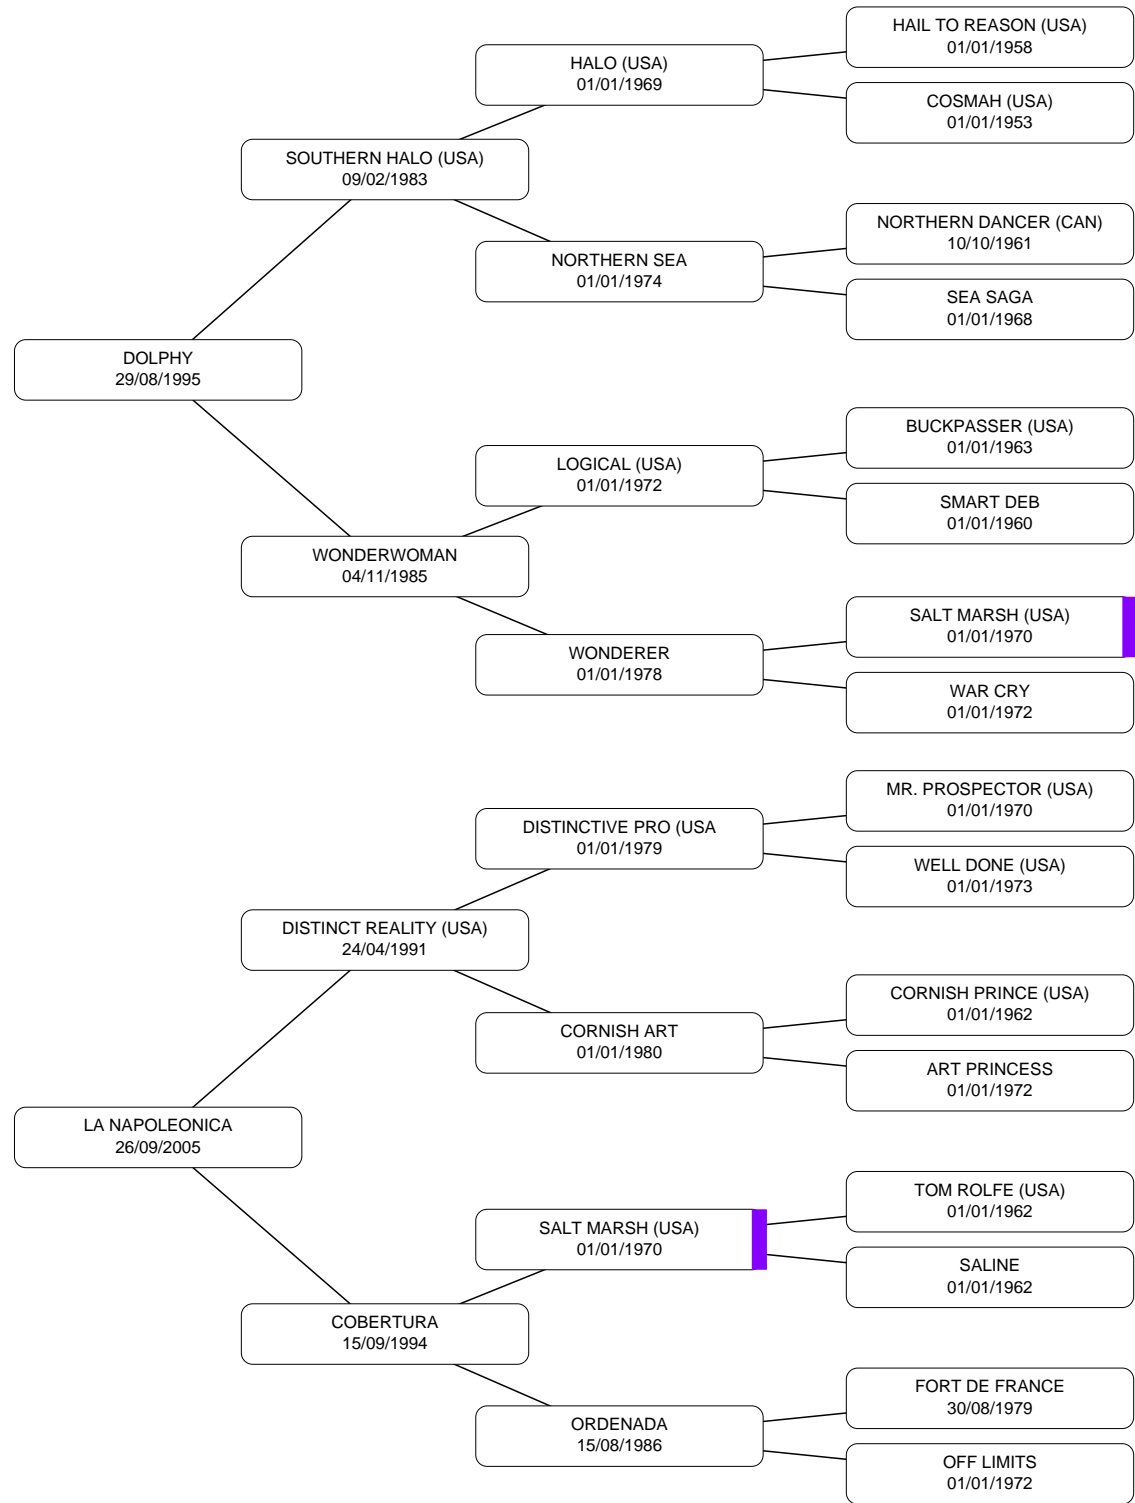 HAIL TO REASON (USA)
01/01/1958
HALO (USA)
01/01/1969
COSMAH (USA)
01/01/1953
SOUTHERN HALO (USA)
09/02/1983
NORTHERN DANCER (CAN)
10/10/1961
NORTHERN SEA
01/01/1974
SEA SAGA
01/01/1968
DOLPHY
29/08/1995
BUCKPASSER (USA)
01/01/1963
LOGICAL (USA)
01/01/1972
SMART DEB
01/01/1960
WONDERWOMAN
04/11/1985
SALT MARSH (USA)
01/01/1970
WONDERER
01/01/1978
WAR CRY
01/01/1972
MR. PROSPECTOR (USA)
01/01/1970
DISTINCTIVE PRO (USA
01/01/1979
WELL DONE (USA)
01/01/1973
DISTINCT REALITY (USA)
24/04/1991
CORNISH PRINCE (USA)
01/01/1962
CORNISH ART
01/01/1980
ART PRINCESS
01/01/1972
LA NAPOLEONICA
26/09/2005
TOM ROLFE (USA)
01/01/1962
SALT MARSH (USA)
01/01/1970
SALINE
01/01/1962
COBERTURA
15/09/1994
FORT DE FRANCE
30/08/1979
ORDENADA
15/08/1986
OFF LIMITS
01/01/1972